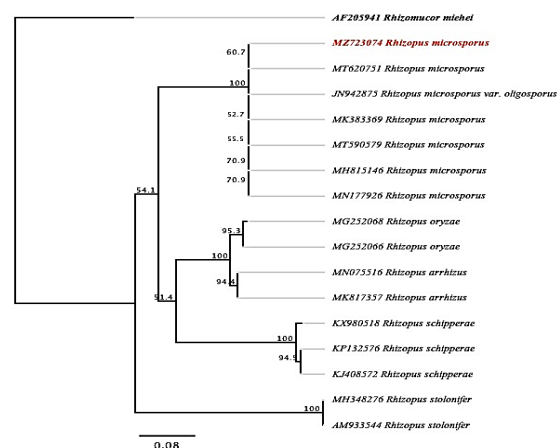 AF205941 Rhizomucor miehei
MZ723074 Rhizopus microsporus
60.7
MT620751 Rhizopus microsporus
100
JN942875 Rhizopus microsporus var. oligosporus
52.7
MK383369 Rhizopus microsporus
55.5
MT590579 Rhizopus microsporus
70.9
MH815146 Rhizopus microsporus
70.9
MN177926 Rhizopus microsporus
54.1
MG252068 Rhizopus oryzae
95.3
MG252066 Rhizopus oryzae
100
MN075516 Rhizopus arrhizus
94.4
MK817357 Rhizopus arrhizus
91.4
KX980518 Rhizopus schipperae
100
KP132576 Rhizopus schipperae
94.9
KJ408572 Rhizopus schipperae
MH348276 Rhizopus stolonifer
100
AM933544 Rhizopus stolonifer
0.08